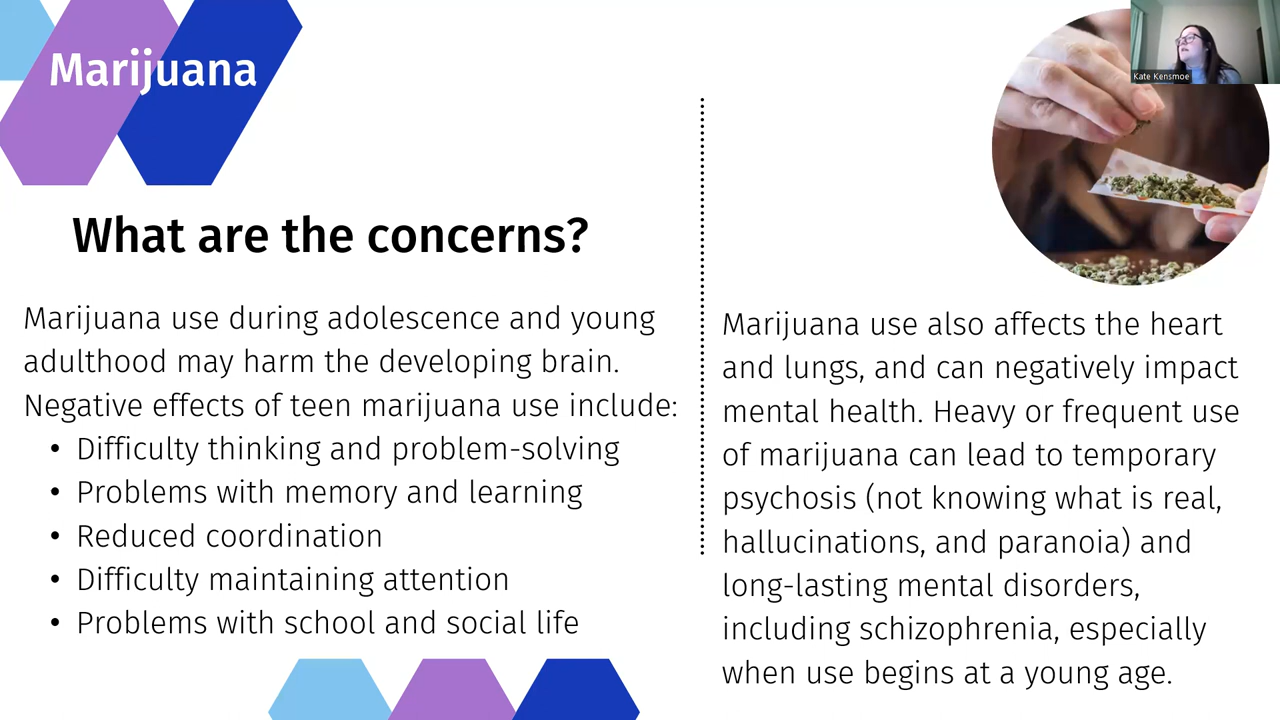 Marijuana
Kate Kensmoe
What are the concerns?
Marijuana use during adolescence and young
adulthood may harm the developing brain.
Negative effects of teen marijuana use include:
• Difficulty thinking and problem-solving
• Problems with memory and learning
• Reduced coordination
• Difficulty maintaining attention
• Problems with school and social life
Marijuana use also affects the heart
and lungs, and can negatively impact
mental health. Heavy or frequent use
of marijuana can lead to temporary
psychosis (not knowing what is real,
hallucinations, and paranoia) and
long-lasting mental disorders,
including schizophrenia, especially
when use begins at a young age.